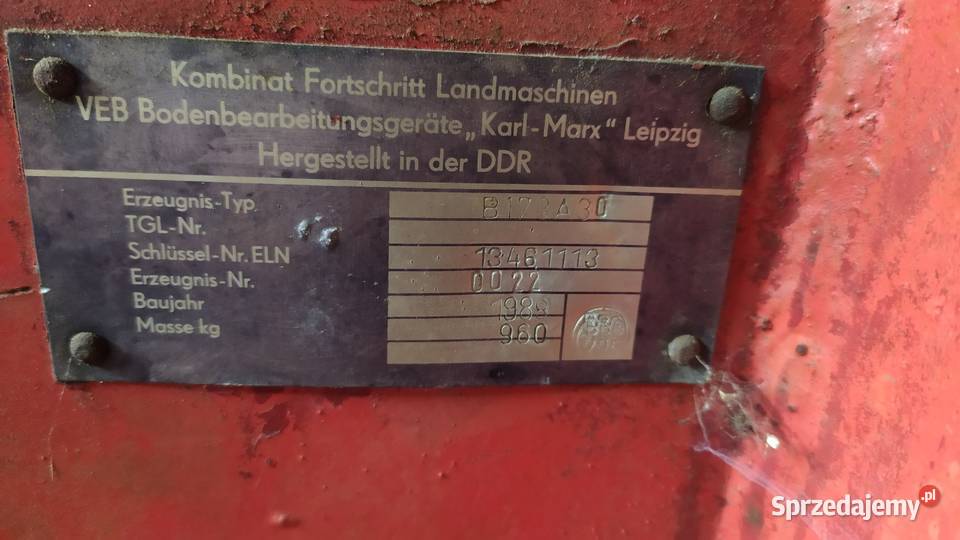 Kombinat Fortschritt Landmaschinen
VEB Bodenbearbeitungsgeräte „Karl-Marx" Leipzig
Hergestellt in der DDR
Erzeugnis-Typ
TGL-Nr.
Schlüssel-Nr. ELN 13461113
Erzeugnis-Nr. 0022
Baujahr
Masse kg 960
Sprzedajemy.pl